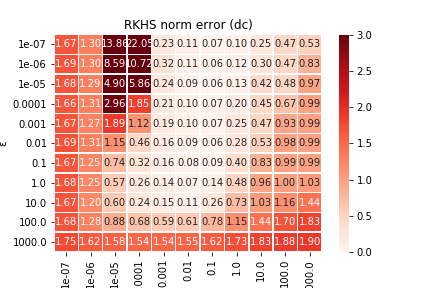 RKHS norm error (dc)
1e-07 1.67 1.30 13.86 22.05 0.23 0.11 0.07 0.10 0.25 0.47 0.53
1e-06 1.69 1.30 8.59 10.72 0.32 0.11 0.06 0.12 0.30 0.47 0.83
1e-05 1.68 1.29 4.90 5.86 0.24 0.09 0.06 0.13 0.42 0.48 0.97
0.0001 1.66 1.31 2.96 1.85 0.21 0.10 0.07 0.20 0.45 0.67 0.99
0.001 1.67 1.27 1.89 1.12 0.19 0.10 0.07 0.25 0.47 0.93 0.99
0.01 1.69 1.31 1.15 0.46 0.16 0.09 0.06 0.28 0.53 0.98 0.99
0.1 1.67 1.25 0.74 0.32 0.16 0.08 0.09 0.40 0.83 0.99 0.99
1.0 1.68 1.25 0.57 0.26 0.14 0.07 0.14 0.48 0.96 1.00 1.03
10.0 1.67 1.20 0.60 0.24 0.15 0.11 0.26 0.73 1.03 1.16 1.44
100.0 1.68 1.28 0.88 0.68 0.59 0.61 0.78 1.15 1.44 1.70 1.83
1000.0 1.75 1.62 1.58 1.54 1.54 1.55 1.62 1.73 1.83 1.88 1.90
1e-07 1e-06 1e-05 0001 0.001 0.01 0.1 1.0 10.0 100.0 000.0
ε
3.0
2.5
2.0
1.5
1.0
0.5
0.0